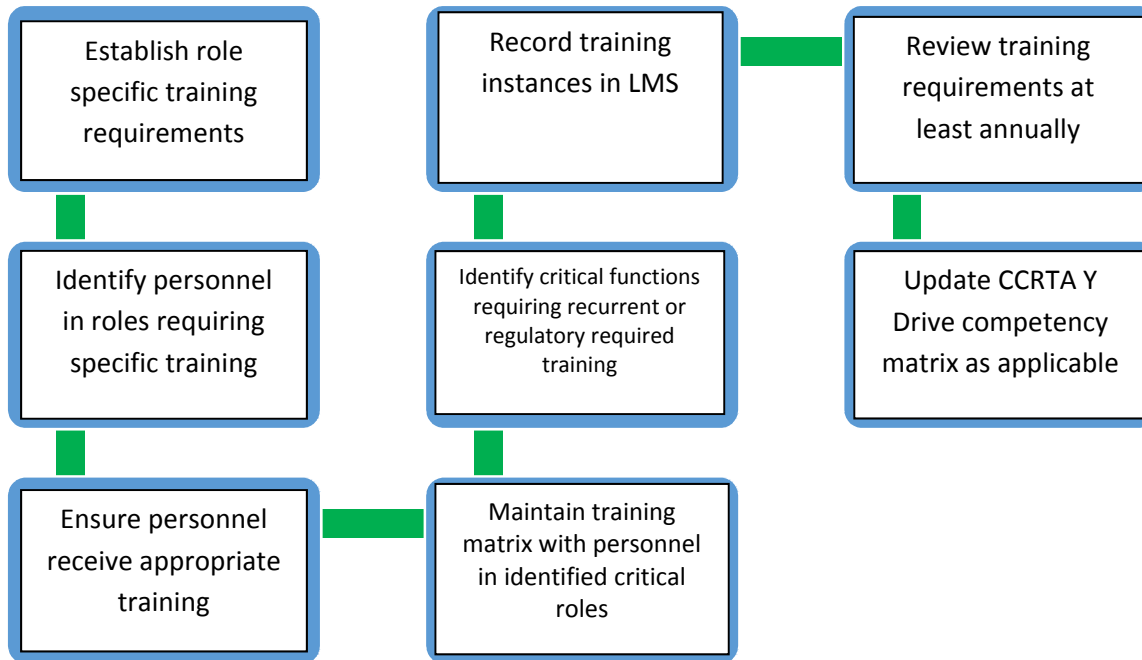 Establish role
specific training
requirements
Identify personnel
in roles requiring
specific training
Ensure personnel
receive appropriate
training
Maintain training
matrix with personnel
in identified critical
roles
Identify critical functions
requiring recurrent or
regulatory required
training
Record training
instances in LMS
Review training
requirements at
least annually
Update CCRTA Y
Drive competency
matrix as applicable